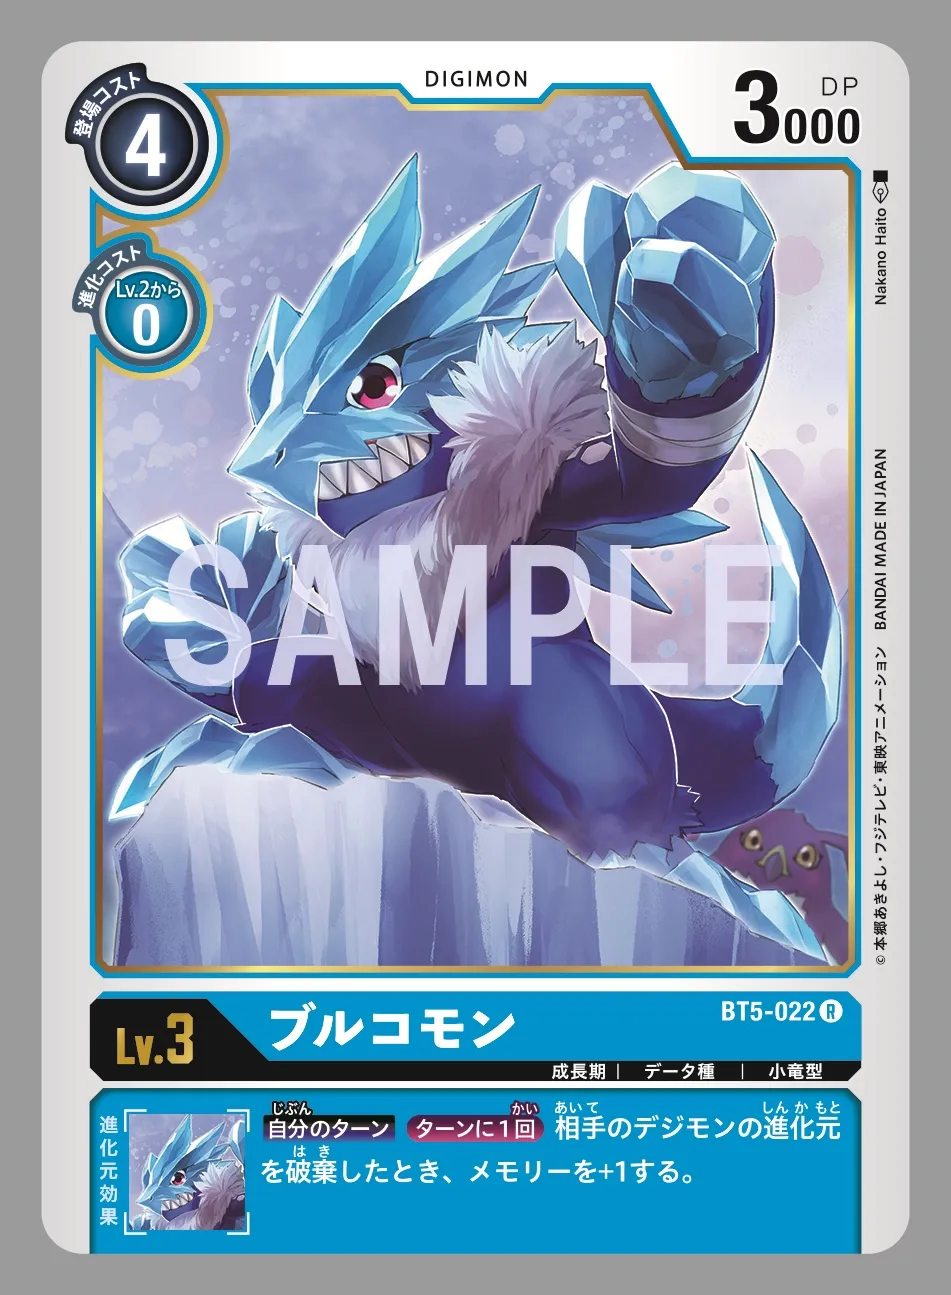 DIGIMON
登場コスト
4
DP
3000
進化コスト
Lv.2から
0
Nakano Haito
SAMPLE
©本郷あきよし・フジテレビ・東映アニメーション BANDAI MADE IN JAPAN
Lv.3
ブルコモン
BT5-022 R
成長期 | データ種 | 小竜型
進化元効果
じぶん かい あいて しんかもと
自分のターン ターンに1回 相手のデジモンの進化元
はき
を破棄したとき、メモリーを+1する。